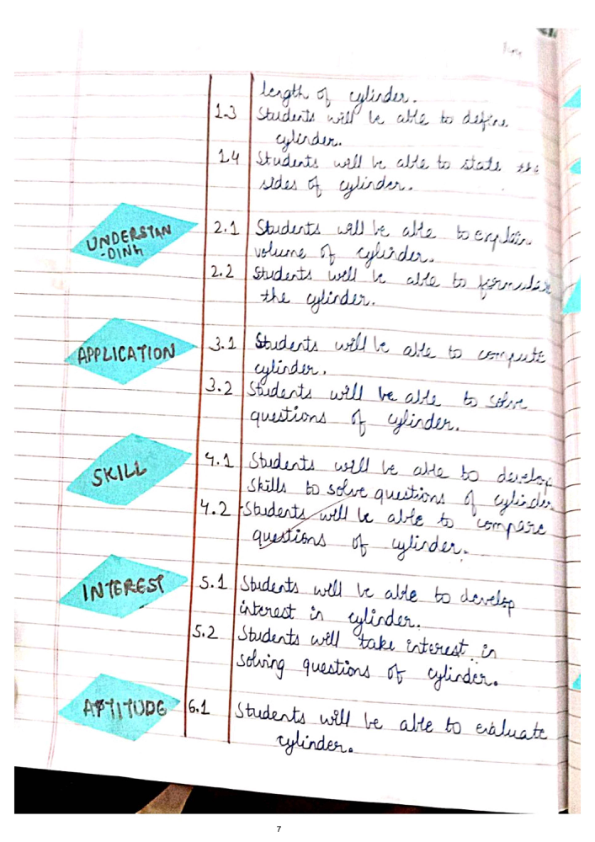 length of cylinder.
1.3 Students will be able to define
cylinder.
1.4 Students will be able to state the
sides of cylinder.
UNDERSTAN
-DING
2.1 Students will be able to explain
volume of cylinder.
2.2 Students will be able to formulate
the cylinder.
APPLICATION
3.1 Students will be able to compute
cylinder.
3.2 Students will be able to solve
questions of cylinder.
SKILL
4.1 Students will be able to develop
skills to solve questions of cylinder
4.2 Students will be able to compare
questions of cylinder.
INTEREST
5.1 Students will be able to develop
interest in cylinder.
5.2 Students will take interest in
solving questions of cylinder.
APTITUDE
6.1 Students will be able to evaluate
cylinder.
7